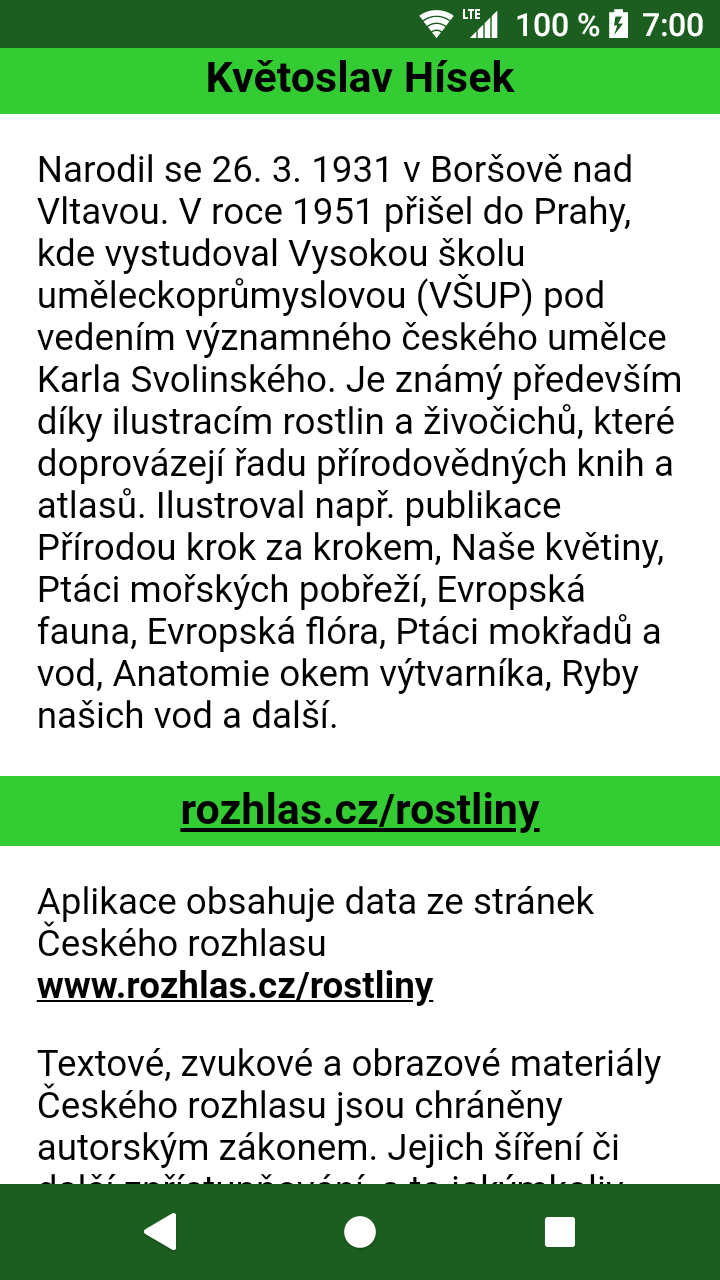 LTE 100 % 7:00
Květoslav Hísek
Narodil se 26. 3. 1931 v Boršově nad
Vltavou. V roce 1951 přišel do Prahy,
kde vystudoval Vysokou školu
uměleckoprůmyslovou (VŠUP) pod
vedením významného českého umělce
Karla Svolinského. Je známý především
díky ilustracím rostlin a živočichů, které
doprovázejí řadu přírodovědných knih a
atlasů. Ilustroval např. publikace
Přírodou krok za krokem, Naše květiny,
Ptáci mořských pobřeží, Evropská
fauna, Evropská flóra, Ptáci mokřadů a
vod, Anatomie okem výtvarníka, Ryby
našich vod a další.
rozhlas.cz/rostliny
Aplikace obsahuje data ze stránek
Českého rozhlasu
www.rozhlas.cz/rostliny
Textové, zvukové a obrazové materiály
Českého rozhlasu jsou chráněny
autorským zákonem. Jejich šíření či
další zpřístupňování, a to jakýmkoliv